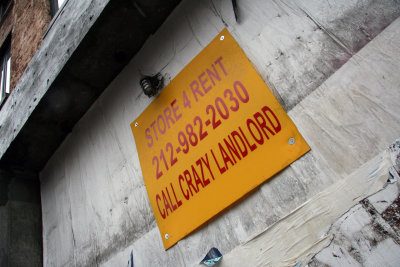 STORE 4 RENT
212-982-2030
CALL CRAZY LANDLORD